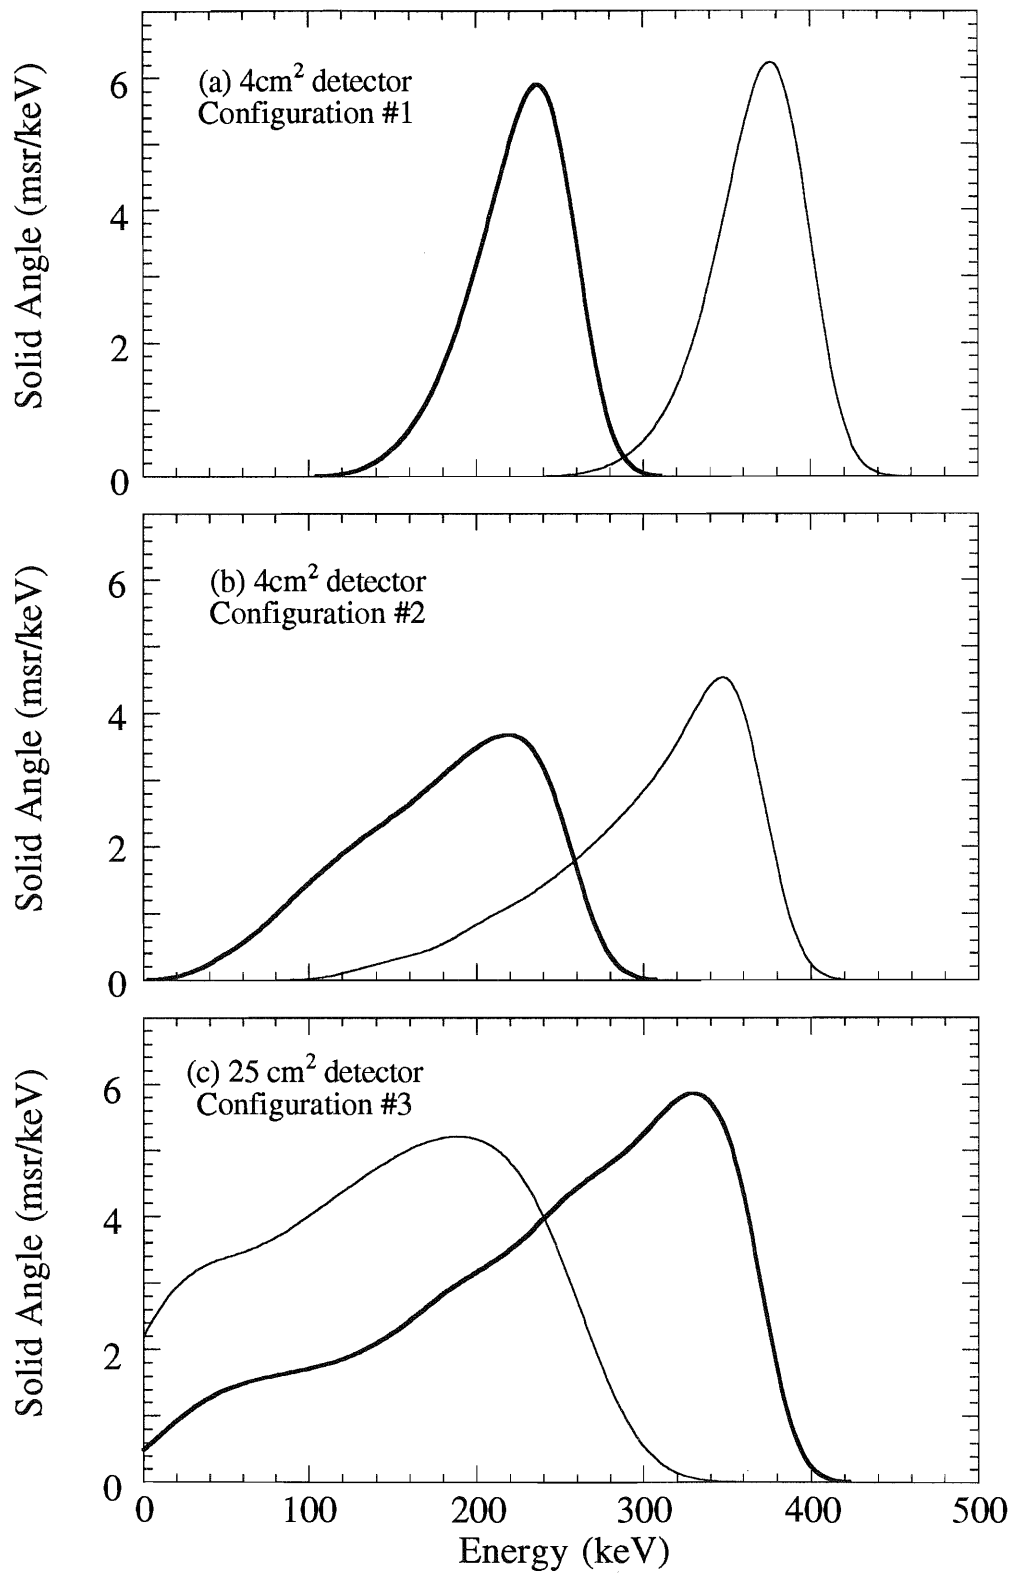 (a) 4cm² detector
Configuration #1
Solid Angle (msr/keV)
6
4
2
0
(b) 4cm² detector
Configuration #2
Solid Angle (msr/keV)
6
4
2
0
(c) 25 cm² detector
Configuration #3
Solid Angle (msr/keV)
6
4
2
0
0 100 200 300 400 500
Energy (keV)